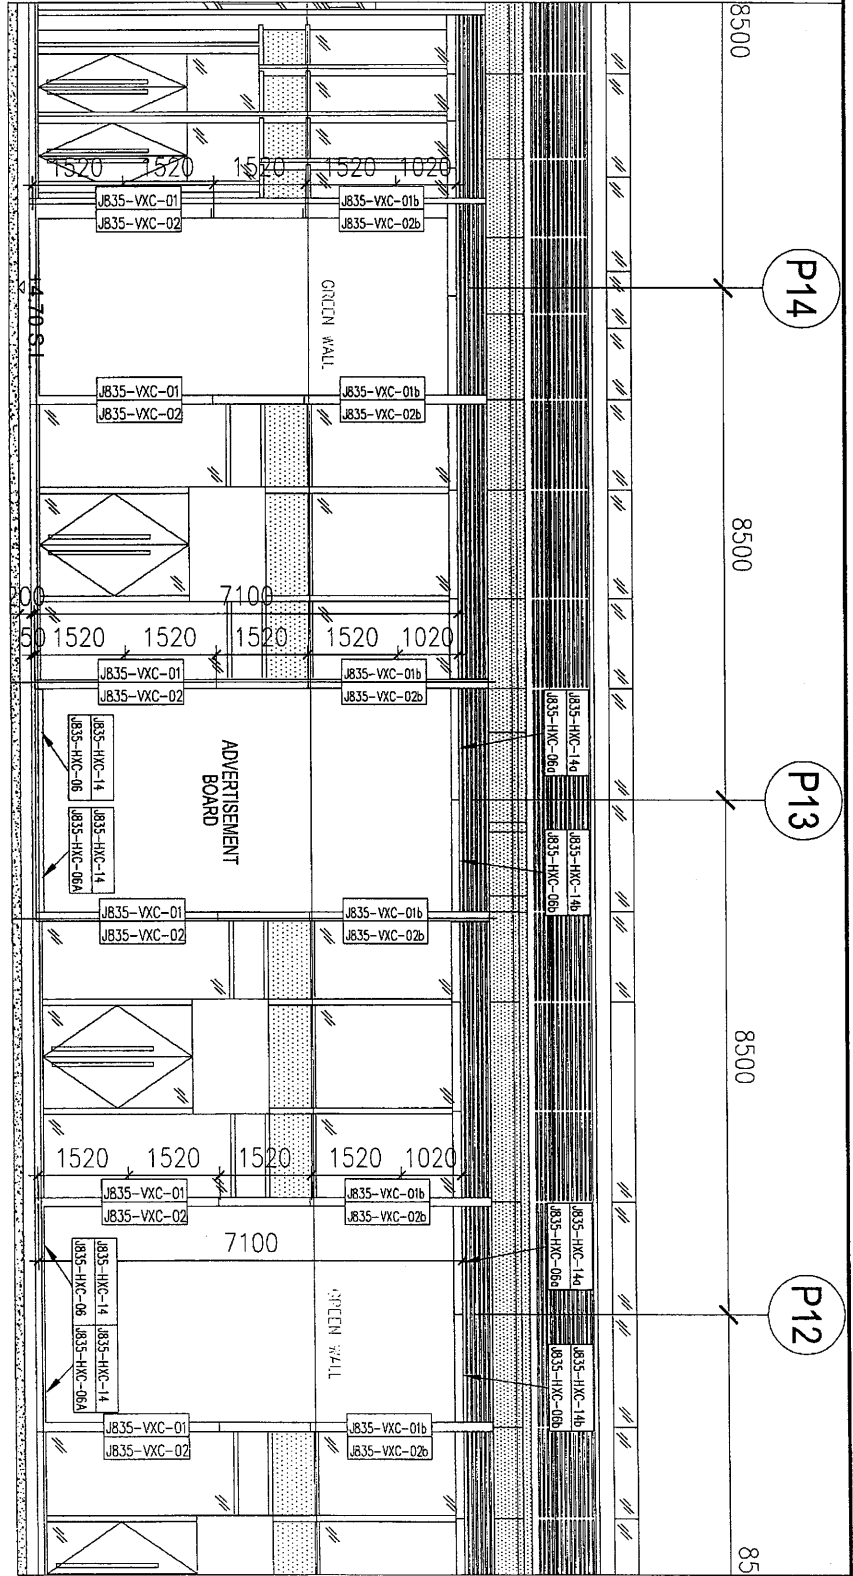 8500
P14
1520 1520 1520 1520 1020
J835-VXC-01
J835-VXC-02
J835-VXC-01b
J835-VXC-02b
+4.70 S.L.
GREEN WALL
J835-VXC-01
J835-VXC-02
J835-VXC-01b
J835-VXC-02b
8500
7100
50 1520 1520 1520 1520 1020
J835-VXC-01
J835-VXC-02
J835-VXC-01b
J835-VXC-02b
J835-HXC-14a
J835-HXC-06a
J835-HXC-14
J835-HXC-06
ADVERTISEMENT
BOARD
P13
J835-HXC-14
J835-HXC-06A
J835-HXC-14b
J835-HXC-06b
J835-VXC-01
J835-VXC-02
J835-VXC-01b
J835-VXC-02b
8500
1520 1520 1520 1520 1020
J835-VXC-01
J835-VXC-02
J835-VXC-01b
J835-VXC-02b
7100
J835-HXC-14a
J835-HXC-06a
J835-HXC-14
J835-HXC-06
GREEN WALL
P12
J835-HXC-14
J835-HXC-06A
J835-HXC-14b
J835-HXC-06b
J835-VXC-01
J835-VXC-02
J835-VXC-01b
J835-VXC-02b
85